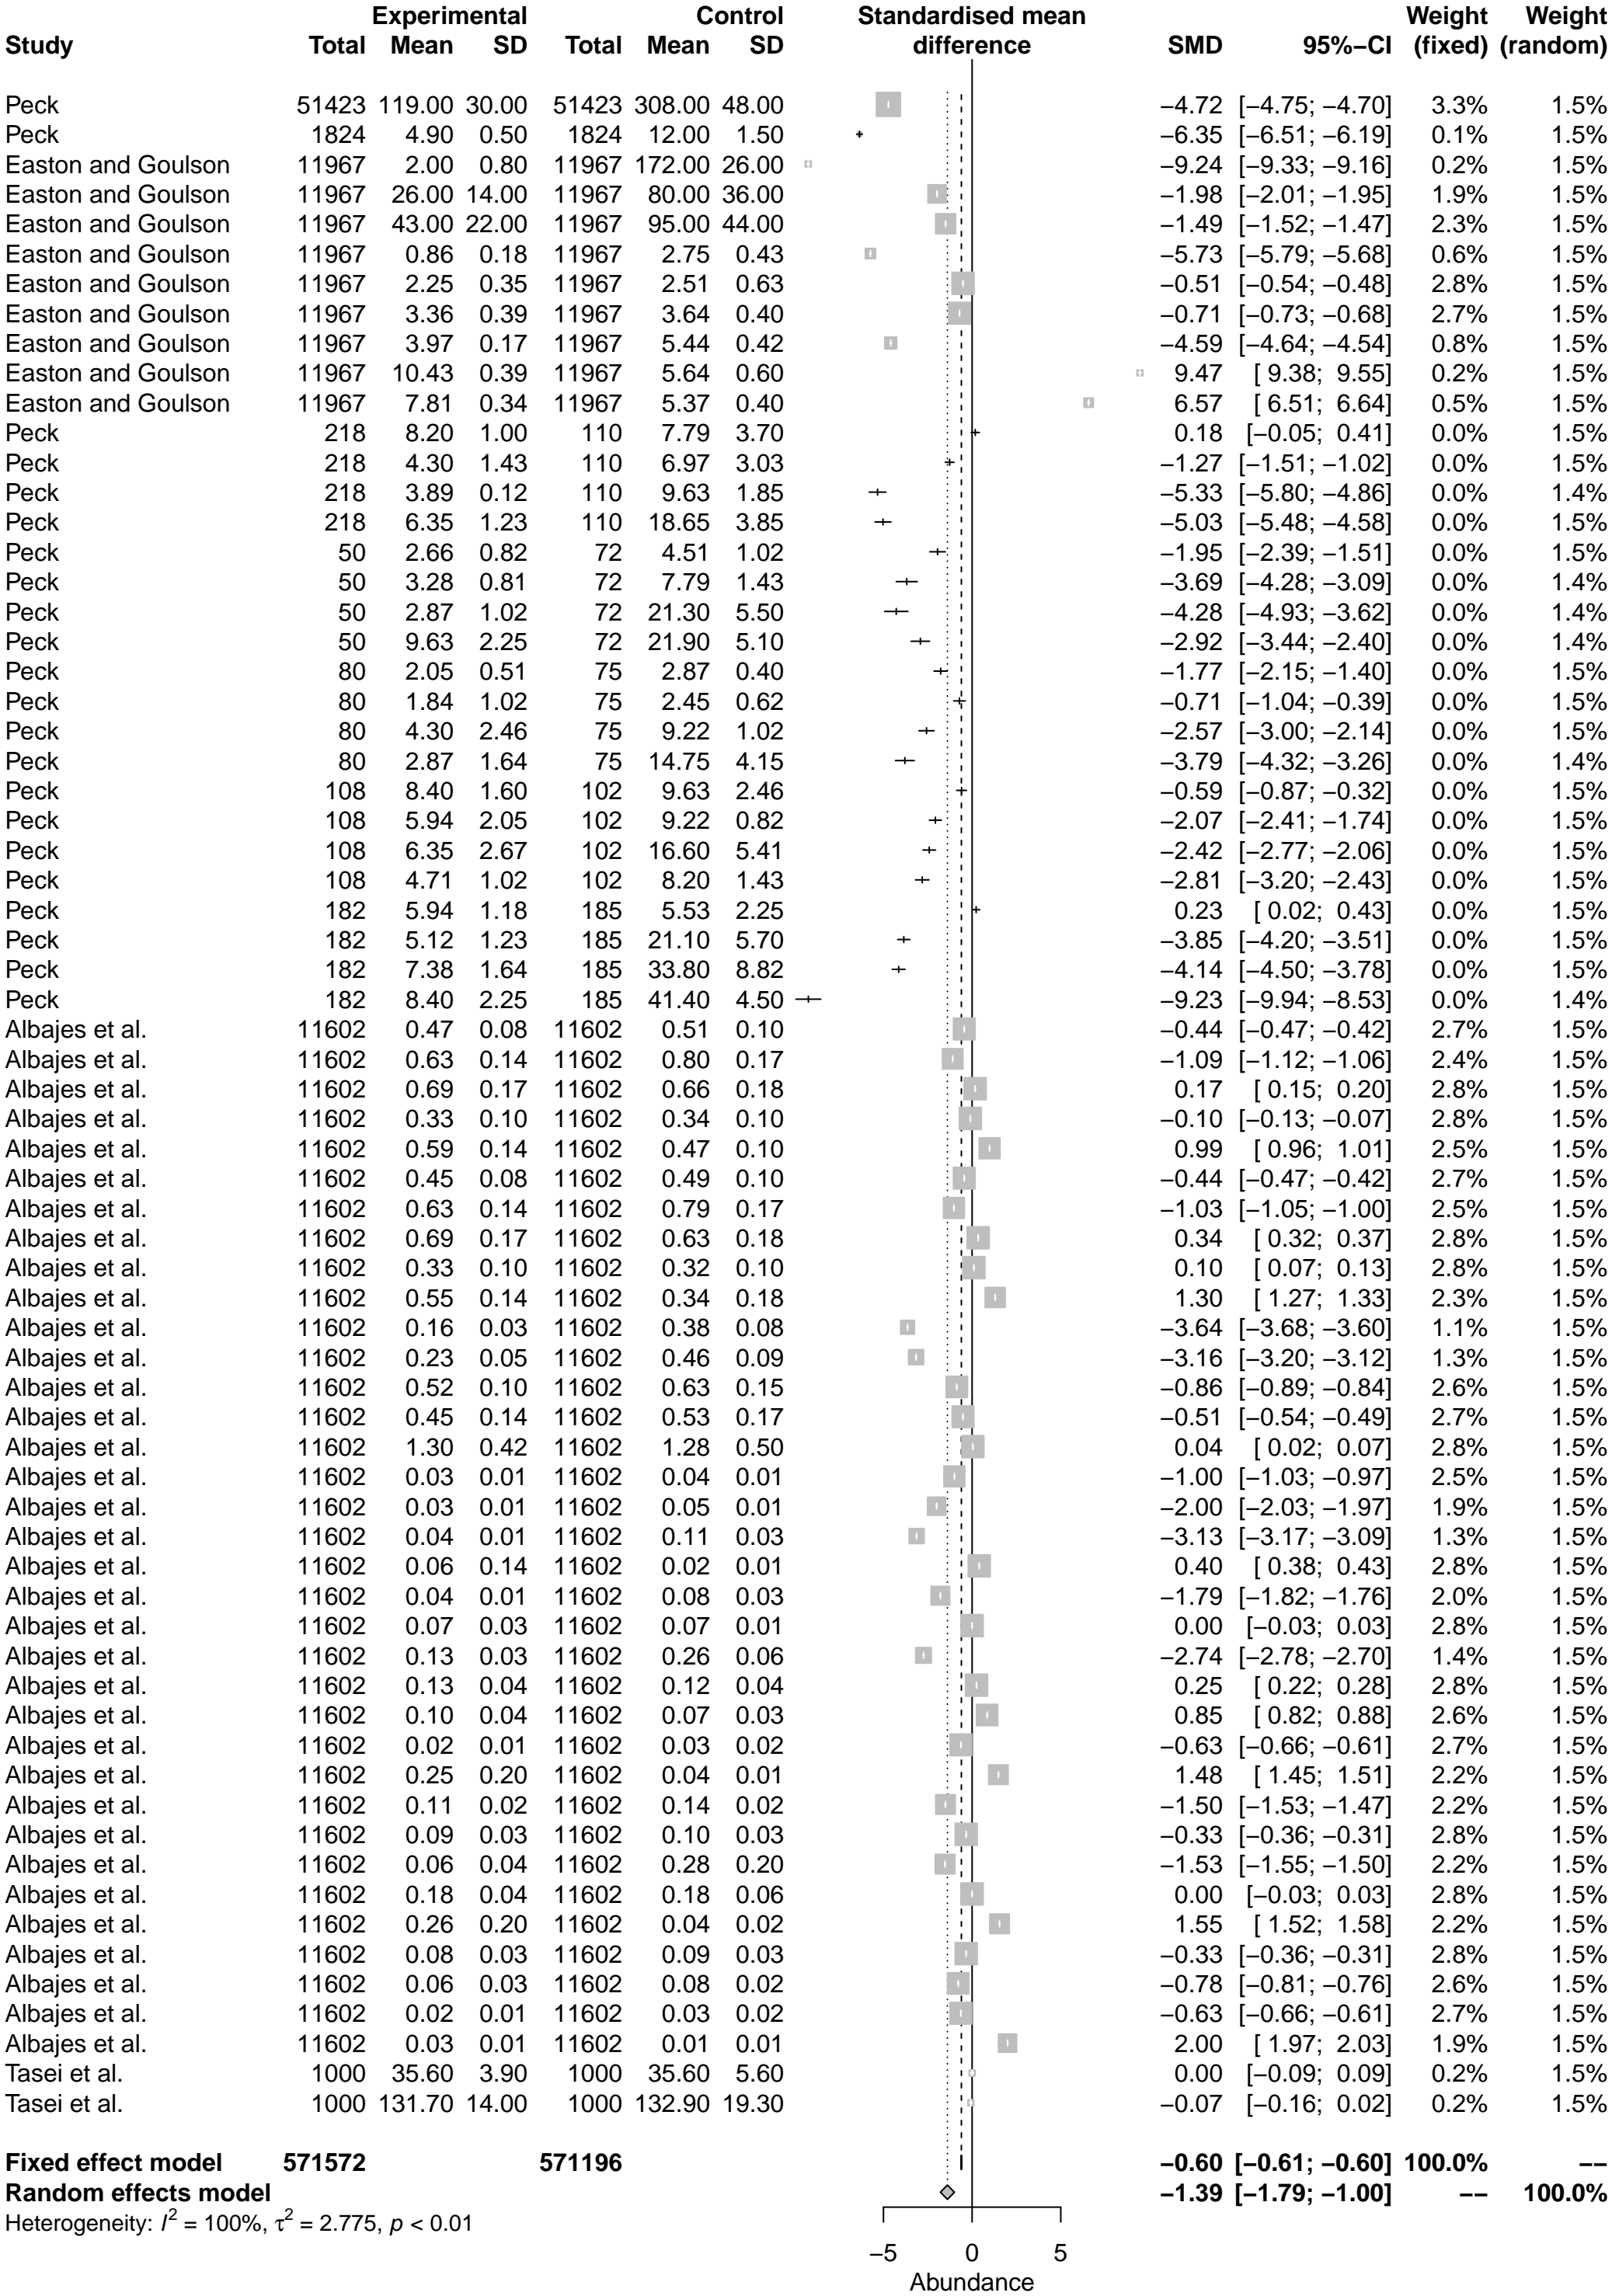 Experimental Control Standardised mean Weight Weight
Study Total Mean SD Total Mean SD difference SMD 95%−CI (fixed) (random)
Peck 51423 119.00 30.00 51423 308.00 48.00 −4.72 [−4.75; −4.70] 3.3% 1.5%
Peck 1824 4.90 0.50 1824 12.00 1.50 −6.35 [−6.51; −6.19] 0.1% 1.5%
Easton and Goulson 11967 2.00 0.80 11967 172.00 26.00 −9.24 [−9.33; −9.16] 0.2% 1.5%
Easton and Goulson 11967 26.00 14.00 11967 80.00 36.00 −1.98 [−2.01; −1.95] 1.9% 1.5%
Easton and Goulson 11967 43.00 22.00 11967 95.00 44.00 −1.49 [−1.52; −1.47] 2.3% 1.5%
Easton and Goulson 11967 0.86 0.18 11967 2.75 0.43 −5.73 [−5.79; −5.68] 0.6% 1.5%
Easton and Goulson 11967 2.25 0.35 11967 2.51 0.63 −0.51 [−0.54; −0.48] 2.8% 1.5%
Easton and Goulson 11967 3.36 0.39 11967 3.64 0.40 −0.71 [−0.73; −0.68] 2.7% 1.5%
Easton and Goulson 11967 3.97 0.17 11967 5.44 0.42 −4.59 [−4.64; −4.54] 0.8% 1.5%
Easton and Goulson 11967 10.43 0.39 11967 5.64 0.60 9.47 [ 9.38; 9.55] 0.2% 1.5%
Easton and Goulson 11967 7.81 0.34 11967 5.37 0.40 6.57 [ 6.51; 6.64] 0.5% 1.5%
Peck 218 8.20 1.00 110 7.79 3.70 0.18 [−0.05; 0.41] 0.0% 1.5%
Peck 218 4.30 1.43 110 6.97 3.03 −1.27 [−1.51; −1.02] 0.0% 1.5%
Peck 218 3.89 0.12 110 9.63 1.85 −5.33 [−5.80; −4.86] 0.0% 1.4%
Peck 218 6.35 1.23 110 18.65 3.85 −5.03 [−5.48; −4.58] 0.0% 1.5%
Peck 50 2.66 0.82 72 4.51 1.02 −1.95 [−2.39; −1.51] 0.0% 1.5%
Peck 50 3.28 0.81 72 7.79 1.43 −3.69 [−4.28; −3.09] 0.0% 1.4%
Peck 50 2.87 1.02 72 21.30 5.50 −4.28 [−4.93; −3.62] 0.0% 1.4%
Peck 50 9.63 2.25 72 21.90 5.10 −2.92 [−3.44; −2.40] 0.0% 1.4%
Peck 80 2.05 0.51 75 2.87 0.40 −1.77 [−2.15; −1.40] 0.0% 1.5%
Peck 80 1.84 1.02 75 2.45 0.62 −0.71 [−1.04; −0.39] 0.0% 1.5%
Peck 80 4.30 2.46 75 9.22 1.02 −2.57 [−3.00; −2.14] 0.0% 1.5%
Peck 80 2.87 1.64 75 14.75 4.15 −3.79 [−4.32; −3.26] 0.0% 1.4%
Peck 108 8.40 1.60 102 9.63 2.46 −0.59 [−0.87; −0.32] 0.0% 1.5%
Peck 108 5.94 2.05 102 9.22 0.82 −2.07 [−2.41; −1.74] 0.0% 1.5%
Peck 108 6.35 2.67 102 16.60 5.41 −2.42 [−2.77; −2.06] 0.0% 1.5%
Peck 108 4.71 1.02 102 8.20 1.43 −2.81 [−3.20; −2.43] 0.0% 1.5%
Peck 182 5.94 1.18 185 5.53 2.25 0.23 [ 0.02; 0.43] 0.0% 1.5%
Peck 182 5.12 1.23 185 21.10 5.70 −3.85 [−4.20; −3.51] 0.0% 1.5%
Peck 182 7.38 1.64 185 33.80 8.82 −4.14 [−4.50; −3.78] 0.0% 1.5%
Peck 182 8.40 2.25 185 41.40 4.50 −9.23 [−9.94; −8.53] 0.0% 1.4%
Albajes et al. 11602 0.47 0.08 11602 0.51 0.10 −0.44 [−0.47; −0.42] 2.7% 1.5%
Albajes et al. 11602 0.63 0.14 11602 0.80 0.17 −1.09 [−1.12; −1.06] 2.4% 1.5%
Albajes et al. 11602 0.69 0.17 11602 0.66 0.18 0.17 [ 0.15; 0.20] 2.8% 1.5%
Albajes et al. 11602 0.33 0.10 11602 0.34 0.10 −0.10 [−0.13; −0.07] 2.8% 1.5%
Albajes et al. 11602 0.59 0.14 11602 0.47 0.10 0.99 [ 0.96; 1.01] 2.5% 1.5%
Albajes et al. 11602 0.45 0.08 11602 0.49 0.10 −0.44 [−0.47; −0.42] 2.7% 1.5%
Albajes et al. 11602 0.63 0.14 11602 0.79 0.17 −1.03 [−1.05; −1.00] 2.5% 1.5%
Albajes et al. 11602 0.69 0.17 11602 0.63 0.18 0.34 [ 0.32; 0.37] 2.8% 1.5%
Albajes et al. 11602 0.33 0.10 11602 0.32 0.10 0.10 [ 0.07; 0.13] 2.8% 1.5%
Albajes et al. 11602 0.55 0.14 11602 0.34 0.18 1.30 [ 1.27; 1.33] 2.3% 1.5%
Albajes et al. 11602 0.16 0.03 11602 0.38 0.08 −3.64 [−3.68; −3.60] 1.1% 1.5%
Albajes et al. 11602 0.23 0.05 11602 0.46 0.09 −3.16 [−3.20; −3.12] 1.3% 1.5%
Albajes et al. 11602 0.52 0.10 11602 0.63 0.15 −0.86 [−0.89; −0.84] 2.6% 1.5%
Albajes et al. 11602 0.45 0.14 11602 0.53 0.17 −0.51 [−0.54; −0.49] 2.7% 1.5%
Albajes et al. 11602 1.30 0.42 11602 1.28 0.50 0.04 [ 0.02; 0.07] 2.8% 1.5%
Albajes et al. 11602 0.03 0.01 11602 0.04 0.01 −1.00 [−1.03; −0.97] 2.5% 1.5%
Albajes et al. 11602 0.03 0.01 11602 0.05 0.01 −2.00 [−2.03; −1.97] 1.9% 1.5%
Albajes et al. 11602 0.04 0.01 11602 0.11 0.03 −3.13 [−3.17; −3.09] 1.3% 1.5%
Albajes et al. 11602 0.06 0.14 11602 0.02 0.01 0.40 [ 0.38; 0.43] 2.8% 1.5%
Albajes et al. 11602 0.04 0.01 11602 0.08 0.03 −1.79 [−1.82; −1.76] 2.0% 1.5%
Albajes et al. 11602 0.07 0.03 11602 0.07 0.01 0.00 [−0.03; 0.03] 2.8% 1.5%
Albajes et al. 11602 0.13 0.03 11602 0.26 0.06 −2.74 [−2.78; −2.70] 1.4% 1.5%
Albajes et al. 11602 0.13 0.04 11602 0.12 0.04 0.25 [ 0.22; 0.28] 2.8% 1.5%
Albajes et al. 11602 0.10 0.04 11602 0.07 0.03 0.85 [ 0.82; 0.88] 2.6% 1.5%
Albajes et al. 11602 0.02 0.01 11602 0.03 0.02 −0.63 [−0.66; −0.61] 2.7% 1.5%
Albajes et al. 11602 0.25 0.20 11602 0.04 0.01 1.48 [ 1.45; 1.51] 2.2% 1.5%
Albajes et al. 11602 0.11 0.02 11602 0.14 0.02 −1.50 [−1.53; −1.47] 2.2% 1.5%
Albajes et al. 11602 0.09 0.03 11602 0.10 0.03 −0.33 [−0.36; −0.31] 2.8% 1.5%
Albajes et al. 11602 0.06 0.04 11602 0.28 0.20 −1.53 [−1.55; −1.50] 2.2% 1.5%
Albajes et al. 11602 0.18 0.04 11602 0.18 0.06 0.00 [−0.03; 0.03] 2.8% 1.5%
Albajes et al. 11602 0.26 0.20 11602 0.04 0.02 1.55 [ 1.52; 1.58] 2.2% 1.5%
Albajes et al. 11602 0.08 0.03 11602 0.09 0.03 −0.33 [−0.36; −0.31] 2.8% 1.5%
Albajes et al. 11602 0.06 0.03 11602 0.08 0.02 −0.78 [−0.81; −0.76] 2.6% 1.5%
Albajes et al. 11602 0.02 0.01 11602 0.03 0.02 −0.63 [−0.66; −0.61] 2.7% 1.5%
Albajes et al. 11602 0.03 0.01 11602 0.01 0.01 2.00 [ 1.97; 2.03] 1.9% 1.5%
Tasei et al. 1000 35.60 3.90 1000 35.60 5.60 0.00 [−0.09; 0.09] 0.2% 1.5%
Tasei et al. 1000 131.70 14.00 1000 132.90 19.30 −0.07 [−0.16; 0.02] 0.2% 1.5%
Fixed effect model 571572 571196 −0.60 [−0.61; −0.60] 100.0% −−
Random effects model −1.39 [−1.79; −1.00] −− 100.0%
Heterogeneity: I² = 100%, τ² = 2.775, p < 0.01
−5 0 5
Abundance